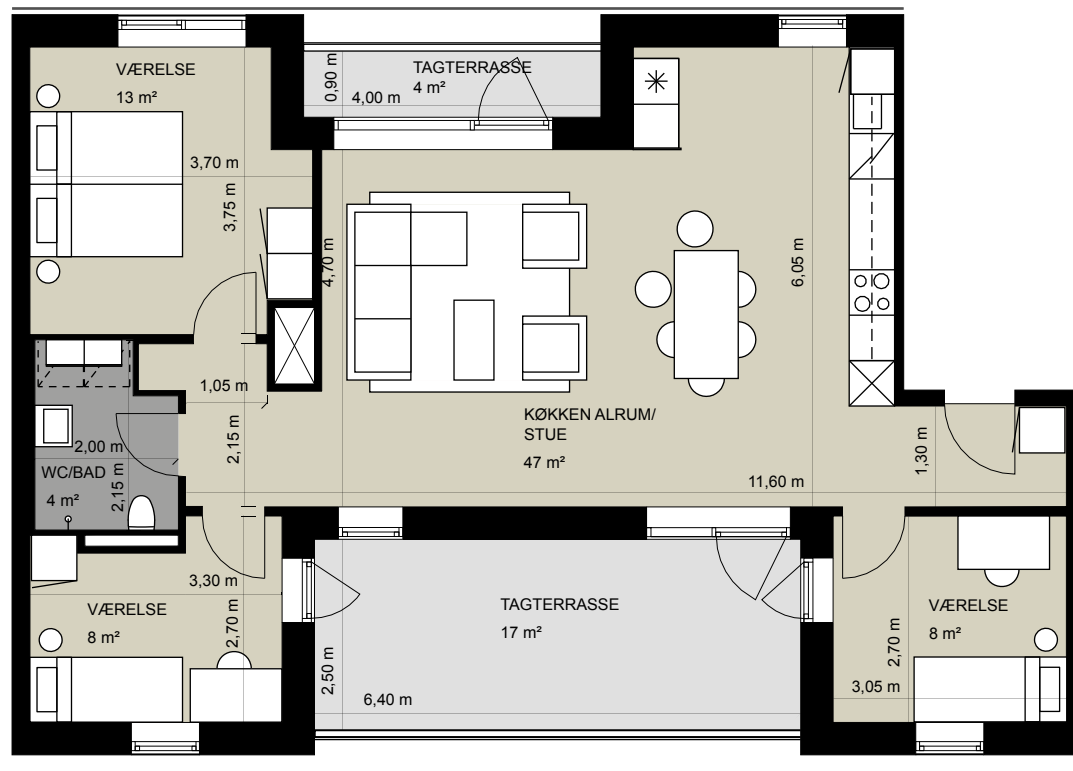 VÆRELSE
13 m²
3,70 m
3,75 m
0,90 m
4,00 m
TAGTERRASSE
4 m²
4,70 m
6,05 m
KØKKEN ALRUM/
STUE
47 m²
11,60 m
1,30 m
1,05 m
2,15 m
2,00 m
WC/BAD
4 m²
2,15 m
3,30 m
VÆRELSE
8 m²
2,70 m
TAGTERRASSE
17 m²
2,50 m
6,40 m
VÆRELSE
8 m²
2,70 m
3,05 m